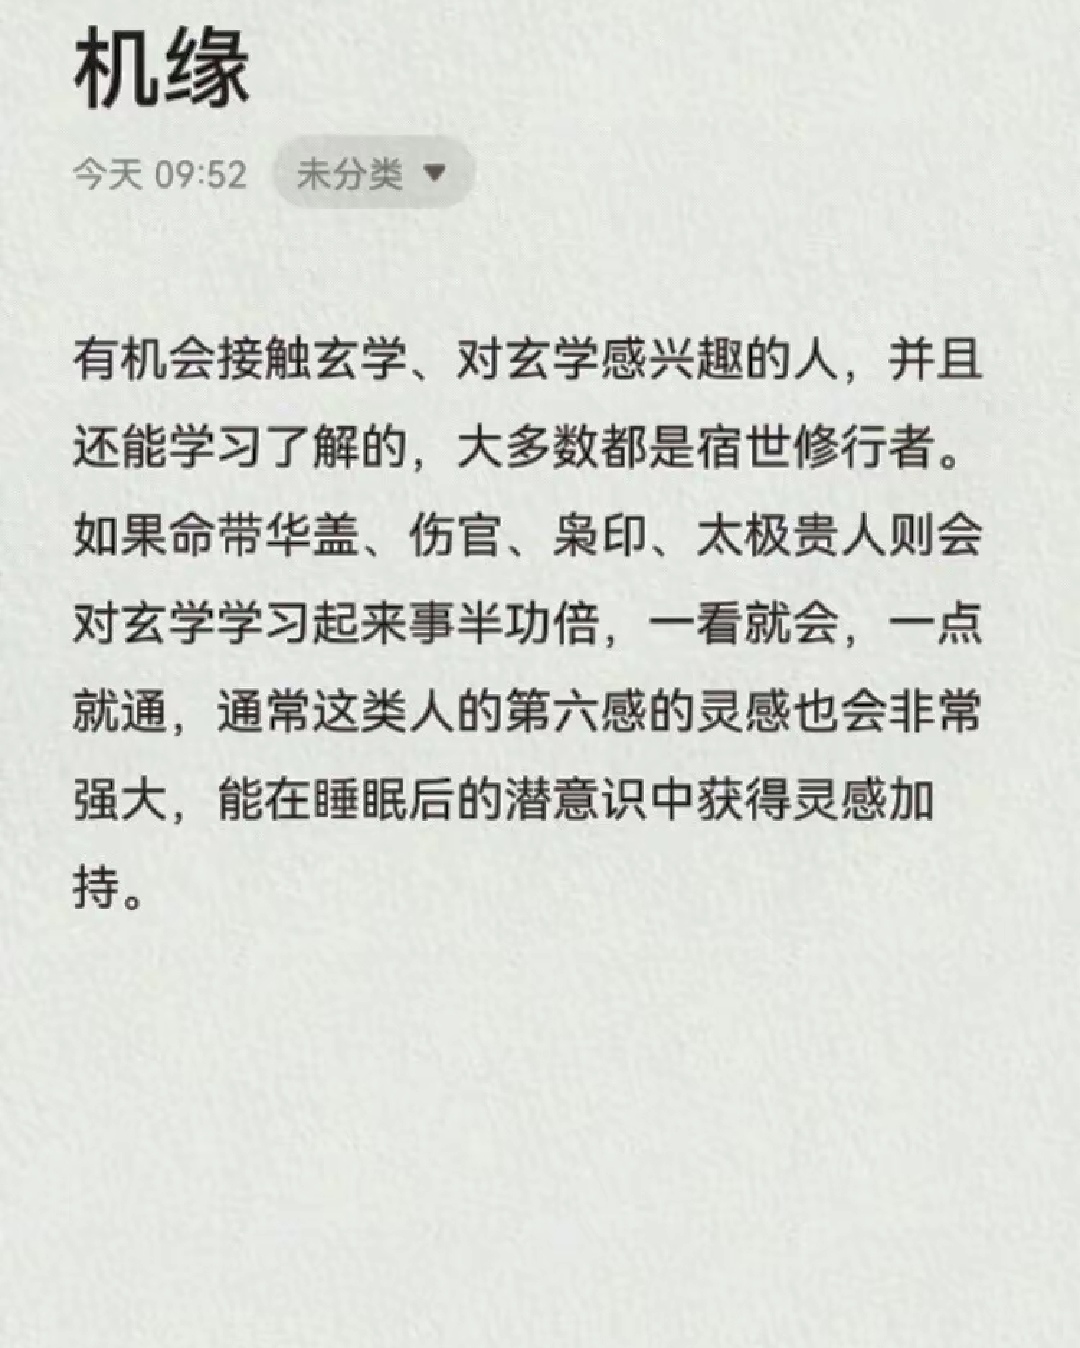 机缘
今天 09:52 未分类
有机会接触玄学、对玄学感兴趣的人，并且
还能学习了解的，大多数都是宿世修行者。
如果命带华盖、伤官、枭印、太极贵人则会
对玄学学习起来事半功倍，一看就会，一点
就通，通常这类人的第六感的灵感也会非常
强大，能在睡眠后的潜意识中获得灵感加
持。